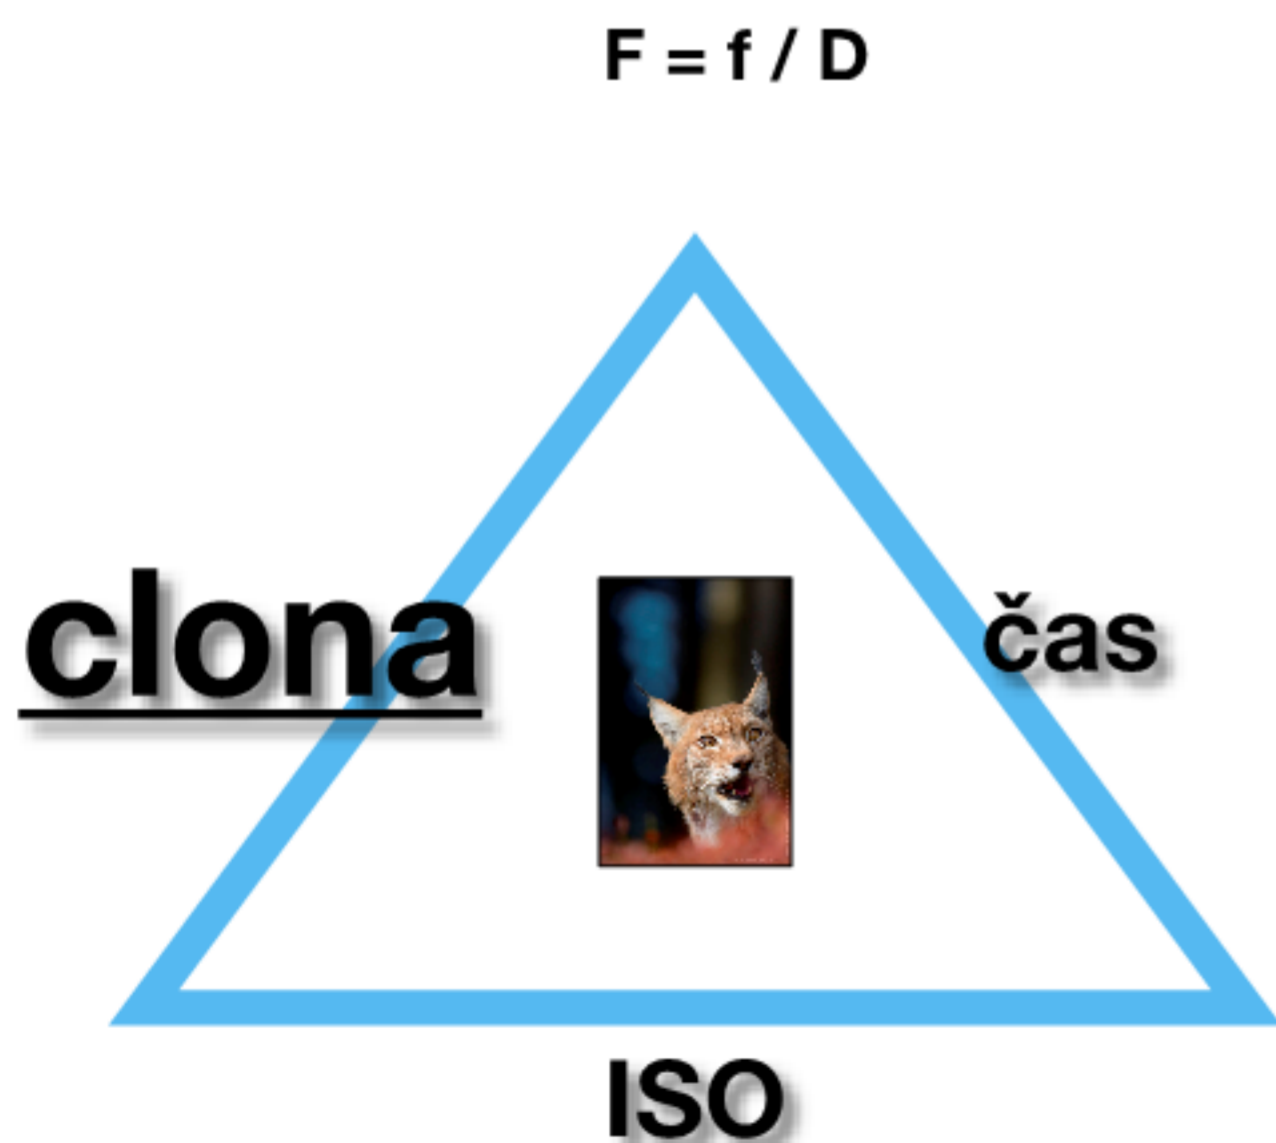 F = f / D
clona
čas
ISO